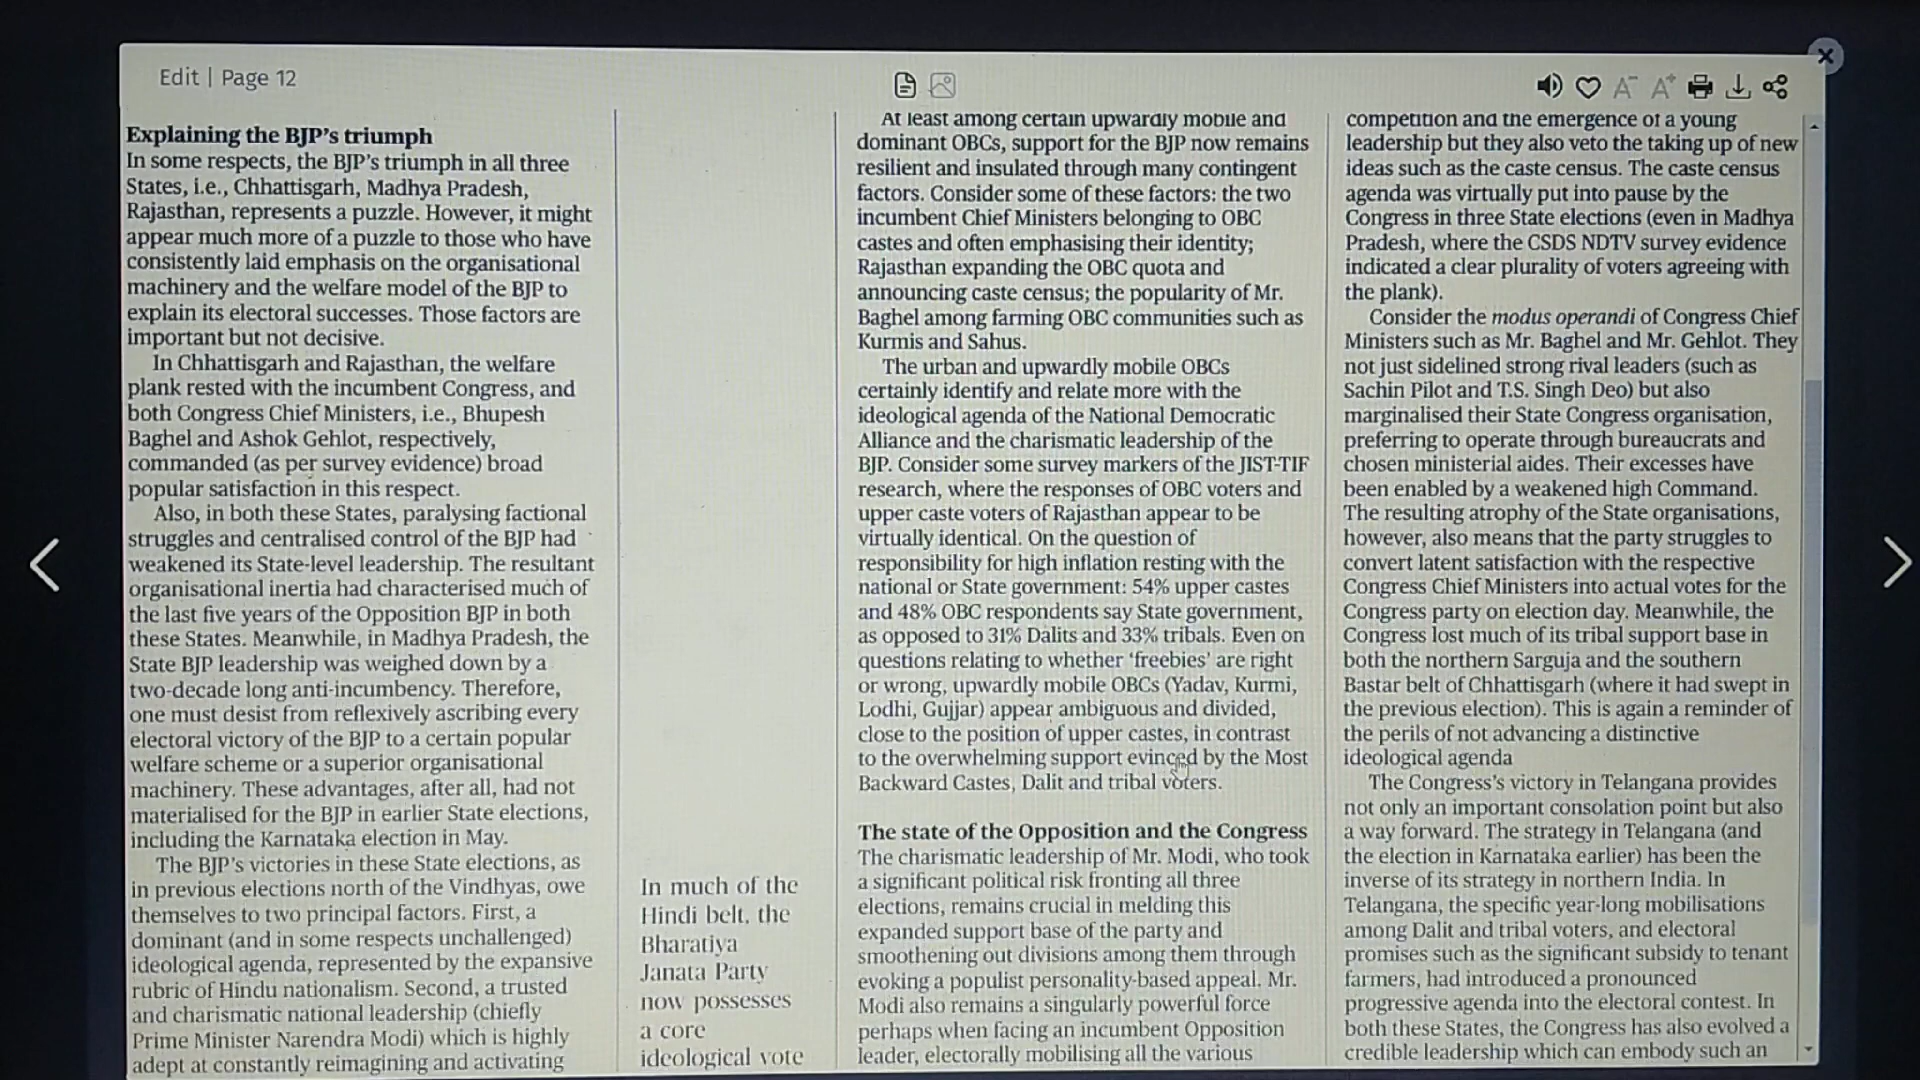 Edit | Page 12
Explaining the BJP's triumph
In some respects, the BJP's triumph in all three
States, i.e., Chhattisgarh, Madhya Pradesh,
Rajasthan, represents a puzzle. However, it might
appear much more of a puzzle to those who have
consistently laid emphasis on the organisational
machinery and the welfare model of the BJP to
explain its electoral successes. Those factors are
important but not decisive.
In Chhattisgarh and Rajasthan, the welfare
plank rested with the incumbent Congress, and
both Congress Chief Ministers, i.e., Bhupesh
Baghel and Ashok Gehlot, respectively,
commanded (as per survey evidence) broad
popular satisfaction in this respect.
Also, in both these States, paralysing factional
struggles and centralised control of the BJP had
weakened its State-level leadership. The resultant
organisational inertia had characterised much of
the last five years of the Opposition BJP in both
these States. Meanwhile, in Madhya Pradesh, the
State BJP leadership was weighed down by a
two-decade long anti-incumbency. Therefore,
one must desist from reflexively ascribing every
electoral victory of the BJP to a certain popular
welfare scheme or a superior organisational
machinery. These advantages, after all, had not
materialised for the BJP in earlier State elections,
including the Karnataka election in May.
The BJP's victories in these State elections, as
in previous elections north of the Vindhyas, owe
themselves to two principal factors. First, a
dominant (and in some respects unchallenged)
ideological agenda, represented by the expansive
rubric of Hindu nationalism. Second, a trusted
and charismatic national leadership (chiefly
Prime Minister Narendra Modi) which is highly
adept at constantly reimagining and activating
In much of the
Hindi belt, the
Bharatiya
Janata Party
now possesses
a core
ideological vote
At least among certain upwardly mobile and
dominant OBCs, support for the BJP now remains
resilient and insulated through many contingent
factors. Consider some of these factors: the two
incumbent Chief Ministers belonging to OBC
castes and often emphasising their identity;
Rajasthan expanding the OBC quota and
announcing caste census; the popularity of Mr.
Baghel among farming OBC communities such as
Kurmis and Sahus.
The urban and upwardly mobile OBCs
certainly identify and relate more with the
ideological agenda of the National Democratic
Alliance and the charismatic leadership of the
BJP. Consider some survey markers of the JIST-TIF
research, where the responses of OBC voters and
upper caste voters of Rajasthan appear to be
virtually identical. On the question of
responsibility for high inflation resting with the
national or State government: 54% upper castes
and 48% OBC respondents say State government,
as opposed to 31% Dalits and 33% tribals. Even on
questions relating to whether 'freebies' are right
or wrong, upwardly mobile OBCs (Yadav, Kurmi,
Lodhi, Gujjar) appear ambiguous and divided,
close to the position of upper castes, in contrast
to the overwhelming support evinced by the Most
Backward Castes, Dalit and tribal voters.
The state of the Opposition and the Congress
The charismatic leadership of Mr. Modi, who took
a significant political risk fronting all three
elections, remains crucial in melding this
expanded support base of the party and
smoothening out divisions among them through
evoking a populist personality-based appeal. Mr.
Modi also remains a singularly powerful force
perhaps when facing an incumbent Opposition
leader, electorally mobilising all the various
competition and the emergence of a young
leadership but they also veto the taking up of new
ideas such as the caste census. The caste census
agenda was virtually put into pause by the
Congress in three State elections (even in Madhya
Pradesh, where the CSDS NDTV survey evidence
indicated a clear plurality of voters agreeing with
the plank).
Consider the modus operandi of Congress Chief
Ministers such as Mr. Baghel and Mr. Gehlot. They
not just sidelined strong rival leaders (such as
Sachin Pilot and T.S. Singh Deo) but also
marginalised their State Congress organisation,
preferring to operate through bureaucrats and
chosen ministerial aides. Their excesses have
been enabled by a weakened high Command.
The resulting atrophy of the State organisations,
however, also means that the party struggles to
convert latent satisfaction with the respective
Congress Chief Ministers into actual votes for the
Congress party on election day. Meanwhile, the
Congress lost much of its tribal support base in
both the northern Sarguja and the southern
Bastar belt of Chhattisgarh (where it had swept in
the previous election). This is again a reminder of
the perils of not advancing a distinctive
ideological agenda
The Congress's victory in Telangana provides
not only an important consolation point but also
a way forward. The strategy in Telangana (and
the election in Karnataka earlier) has been the
inverse of its strategy in northern India. In
Telangana, the specific year-long mobilisations
among Dalit and tribal voters, and electoral
promises such as the significant subsidy to tenant
farmers, had introduced a pronounced
progressive agenda into the electoral contest. In
both these States, the Congress has also evolved a
credible leadership which can embody such an